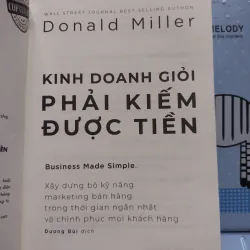 WALL STREET JOURNAL BEST SELLING AUTHOR
Donald Miller
KINH DOANH GIỎI
PHẢI KIẾM
ĐƯỢC TIỀN
Business Made Simple.
Xây dựng bộ kỹ năng
marketing bán hàng
trong thời gian ngắn nhất
và chinh phục mọi khách hàng
Dương Bùi dịch
MELODY